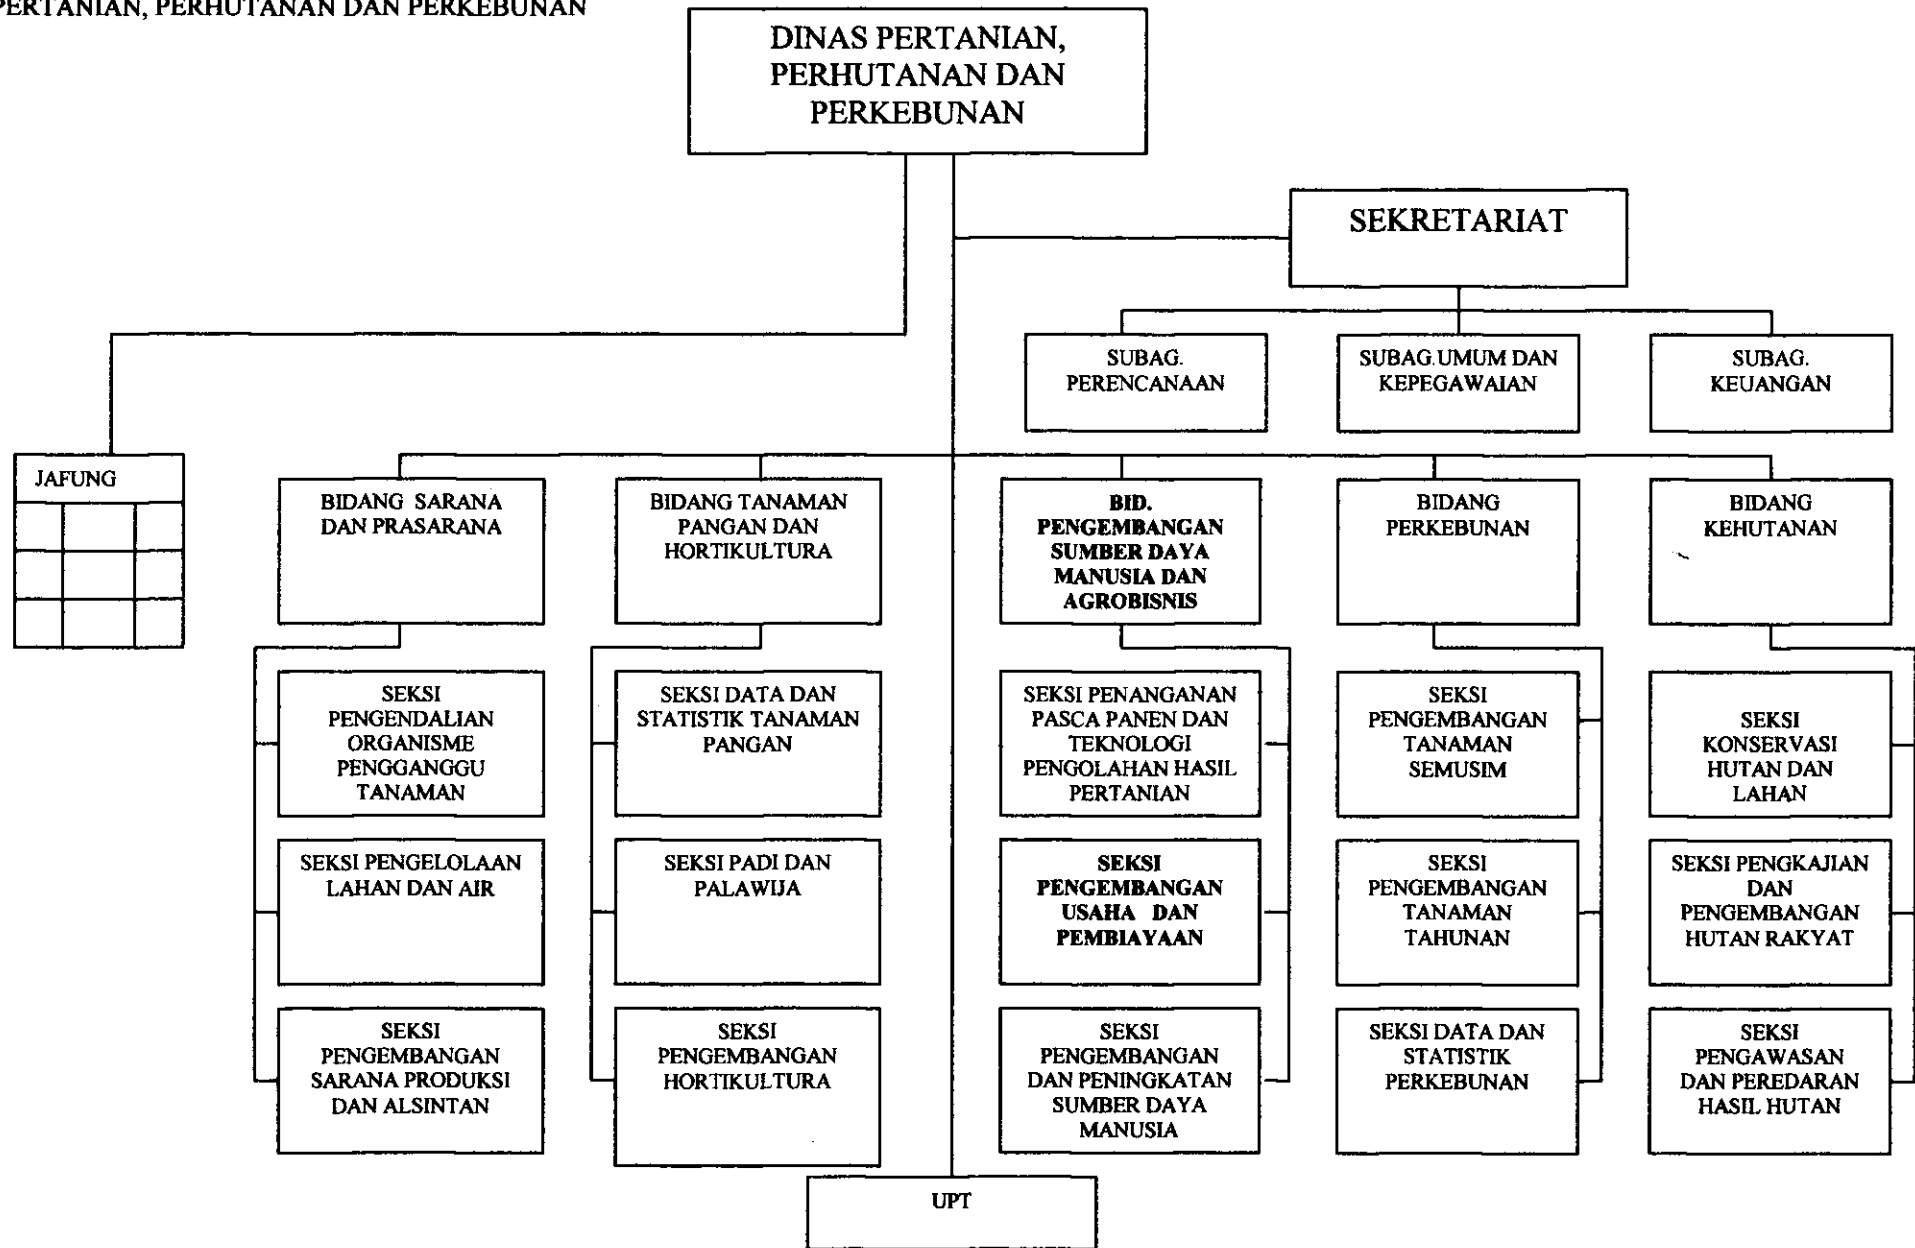 PERTANIAN, PERHUTANAN DAN PERKEBUNAN
DINAS PERTANIAN,
PERHUTANAN DAN
PERKEBUNAN
SEKRETARIAT
SUBAG.
PERENCANAAN
SUBAG.UMUM DAN
KEPEGAWAIAN
SUBAG.
KEUANGAN
JAFUNG
BIDANG SARANA
DAN PRASARANA
BIDANG TANAMAN
PANGAN DAN
HORTIKULTURA
BID.
PENGEMBANGAN
SUMBER DAYA
MANUSIA DAN
AGROBISNIS
BIDANG
PERKEBUNAN
BIDANG
KEHUTANAN
SEKSI
PENGENDALIAN
ORGANISME
PENGGANGGU
TANAMAN
SEKSI DATA DAN
STATISTIK TANAMAN
PANGAN
SEKSI PENANGANAN
PASCA PANEN DAN
TEKNOLOGI
PENGOLAHAN HASIL
PERTANIAN
SEKSI
PENGEMBANGAN
TANAMAN
SEMUSIM
SEKSI
KONSERVASI
HUTAN DAN
LAHAN
SEKSI PENGELOLAAN
LAHAN DAN AIR
SEKSI PADI DAN
PALAWIJA
SEKSI
PENGEMBANGAN
USAHA DAN
PEMBIAYAAN
SEKSI
PENGEMBANGAN
TANAMAN
TAHUNAN
SEKSI PENGKAJIAN
DAN
PENGEMBANGAN
HUTAN RAKYAT
SEKSI
PENGEMBANGAN
SARANA PRODUKSI
DAN ALSINTAN
SEKSI
PENGEMBANGAN
HORTIKULTURA
SEKSI
PENGEMBANGAN
DAN PENINGKATAN
SUMBER DAYA
MANUSIA
SEKSI DATA DAN
STATISTIK
PERKEBUNAN
SEKSI
PENGAWASAN
DAN PEREDARAN
HASIL HUTAN
UPT